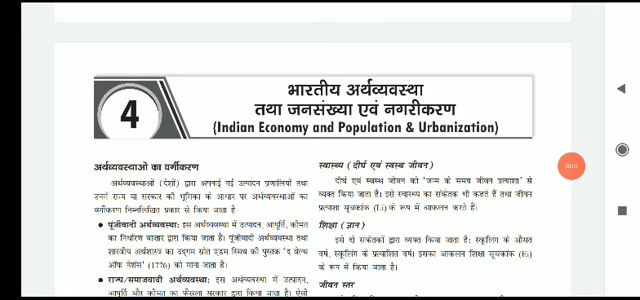 4
भारतीय अर्थव्यवस्था
तथा जनसंख्या एवं नगरीकरण
(Indian Economy and Population & Urbanization)
अर्थव्यवस्थाओं का वर्गीकरण
अर्थव्यवस्थाओं (देशों) द्वारा अपनाई गई उत्पादन प्रणालियों तथा
उनमें राज्य या सरकार की भूमिका के आधार पर अर्थव्यवस्थाओं का
वर्गीकरण निम्नलिखित प्रकार से किया जाता है
• पूंजीवादी अर्थव्यवस्था: इस अर्थव्यवस्था में उत्पादन, आपूर्ति, कीमत
का निर्धारण बाजार द्वारा किया जाता है। पूंजीवादी अर्थव्यवस्था तथा
शास्त्रीय अर्थशास्त्र का उद्गम स्रोत एडम स्मिथ की पुस्तक 'द वेल्थ
ऑफ नेशंस' (1776) को माना जाता है।
• राज्य/समाजवादी अर्थव्यवस्था: इस अर्थव्यवस्था में उत्पादन,
आपूर्ति और कीमत का फैसला सरकार द्वारा किया जाता है। ऐसी
स्वास्थ्य (दीर्घ एवं स्वस्थ जीवन)
दीर्घ एवं स्वस्थ जीवन को 'जन्म के समय जीवन प्रत्याशा' से
व्यक्त किया जाता है। इसे स्वास्थ्य का संकेतक भी कहते हैं तथा जीवन
प्रत्याशा सूचकांक (Li) के रूप में आकलन करते हैं।
शिक्षा (ज्ञान)
इसे दो संकेतकों द्वारा व्यक्त किया जाता है: स्कूलिंग के औसत
वर्ष, स्कूलिंग के प्रत्याशित वर्ष। इसका आकलन शिक्षा सूचकांक (Ei)
के रूप में किया जाता है।
जीवन स्तर